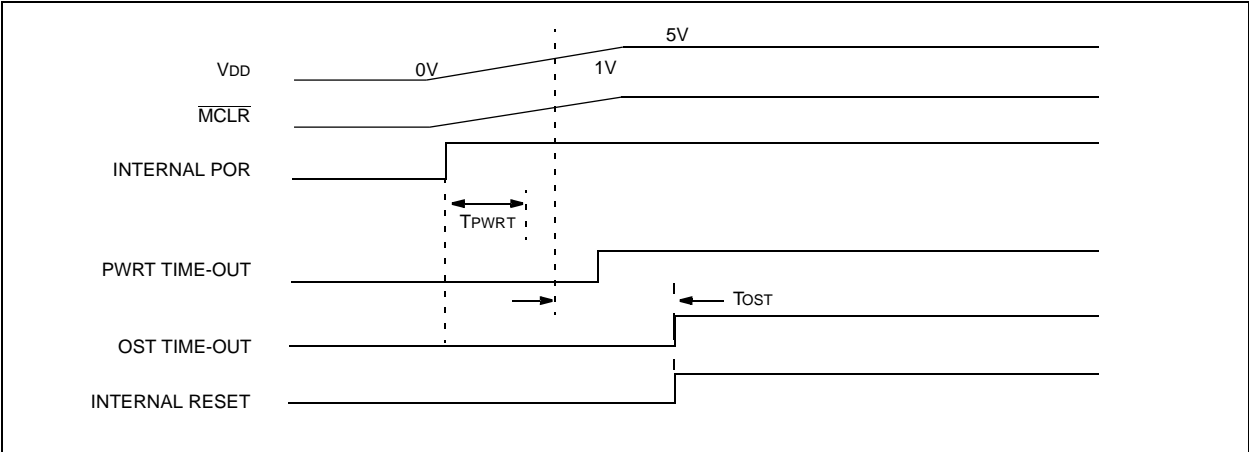 5V
VDD
0V
1V
MCLR
INTERNAL POR
TPWRT
PWRT TIME-OUT
TOST
OST TIME-OUT
INTERNAL RESET